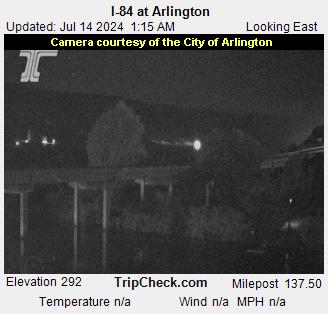 I-84 at Arlington
Updated: Jul 14 2024 1:15 AM Looking East
Camera courtesy of the City of Arlington
Elevation 292 TripCheck.com Milepost 137.50
Temperature n/a Wind n/a MPH n/a